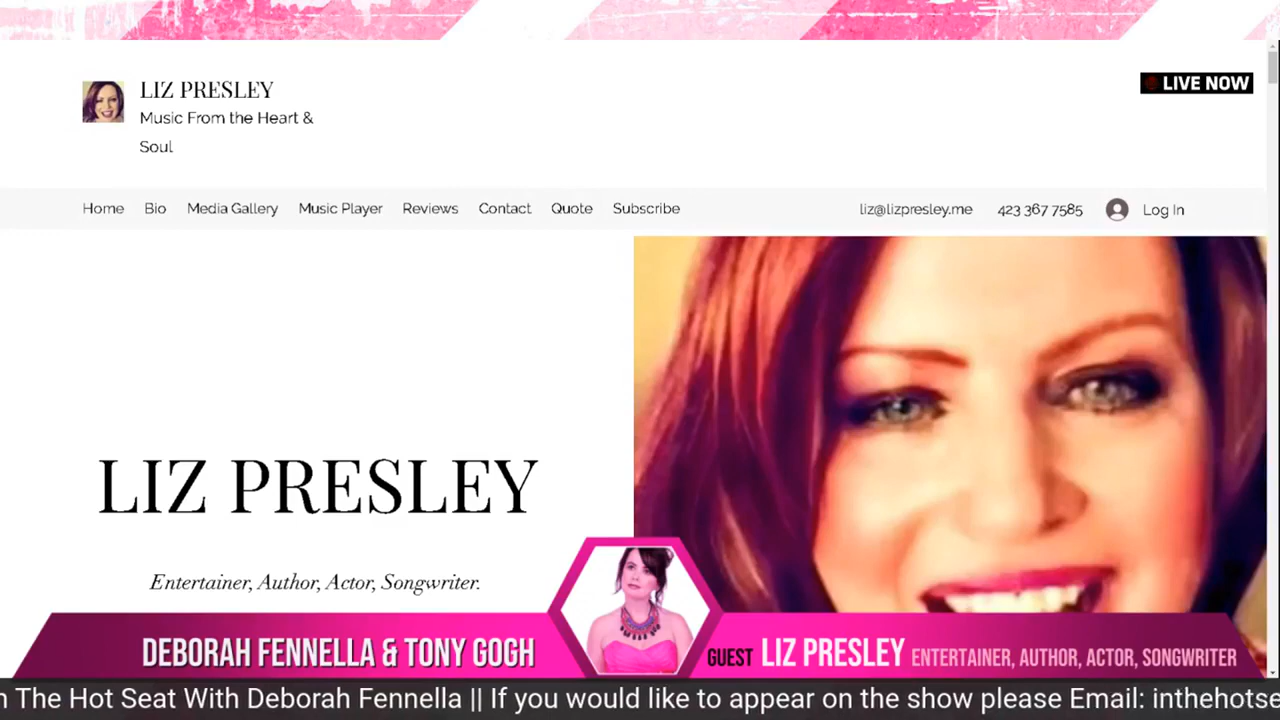 LIZ PRESLEY
Music From the Heart &
Soul
LIVE NOW
Home Bio Media Gallery Music Player Reviews Contact Quote Subscribe liz@lizpresley.me 423 367 7585 Log In
LIZ PRESLEY
Entertainer, Author, Actor, Songwriter.
DEBORAH FENNELLA & TONY GOGH
GUEST LIZ PRESLEY ENTERTAINER, AUTHOR, ACTOR, SONGWRITER
The Hot Seat With Deborah Fennella || If you would like to appear on the show please Email: